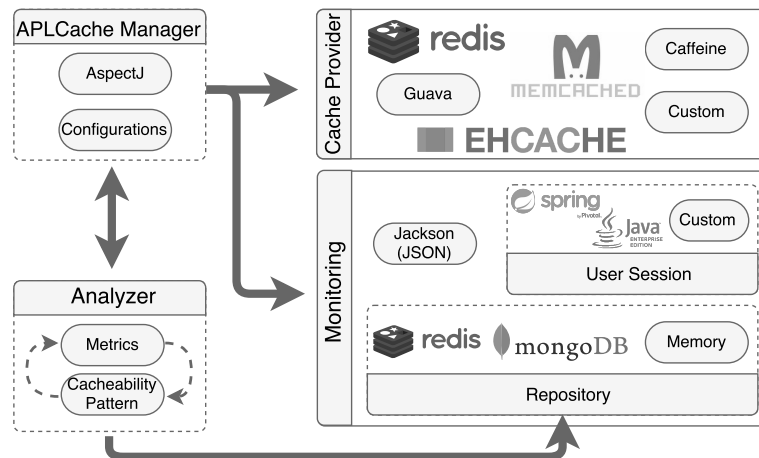 APLCache Manager
AspectJ
Configurations
Analyzer
Metrics
Cacheability
Pattern
Cache Provider
redis
Guava
MEMCACHED
Caffeine
Custom
EHCACHE
Monitoring
Jackson
(JSON)
spring
by Pivotal.
Java
ENTERPRISE
EDITION
Custom
User Session
redis
mongoDB
Memory
Repository